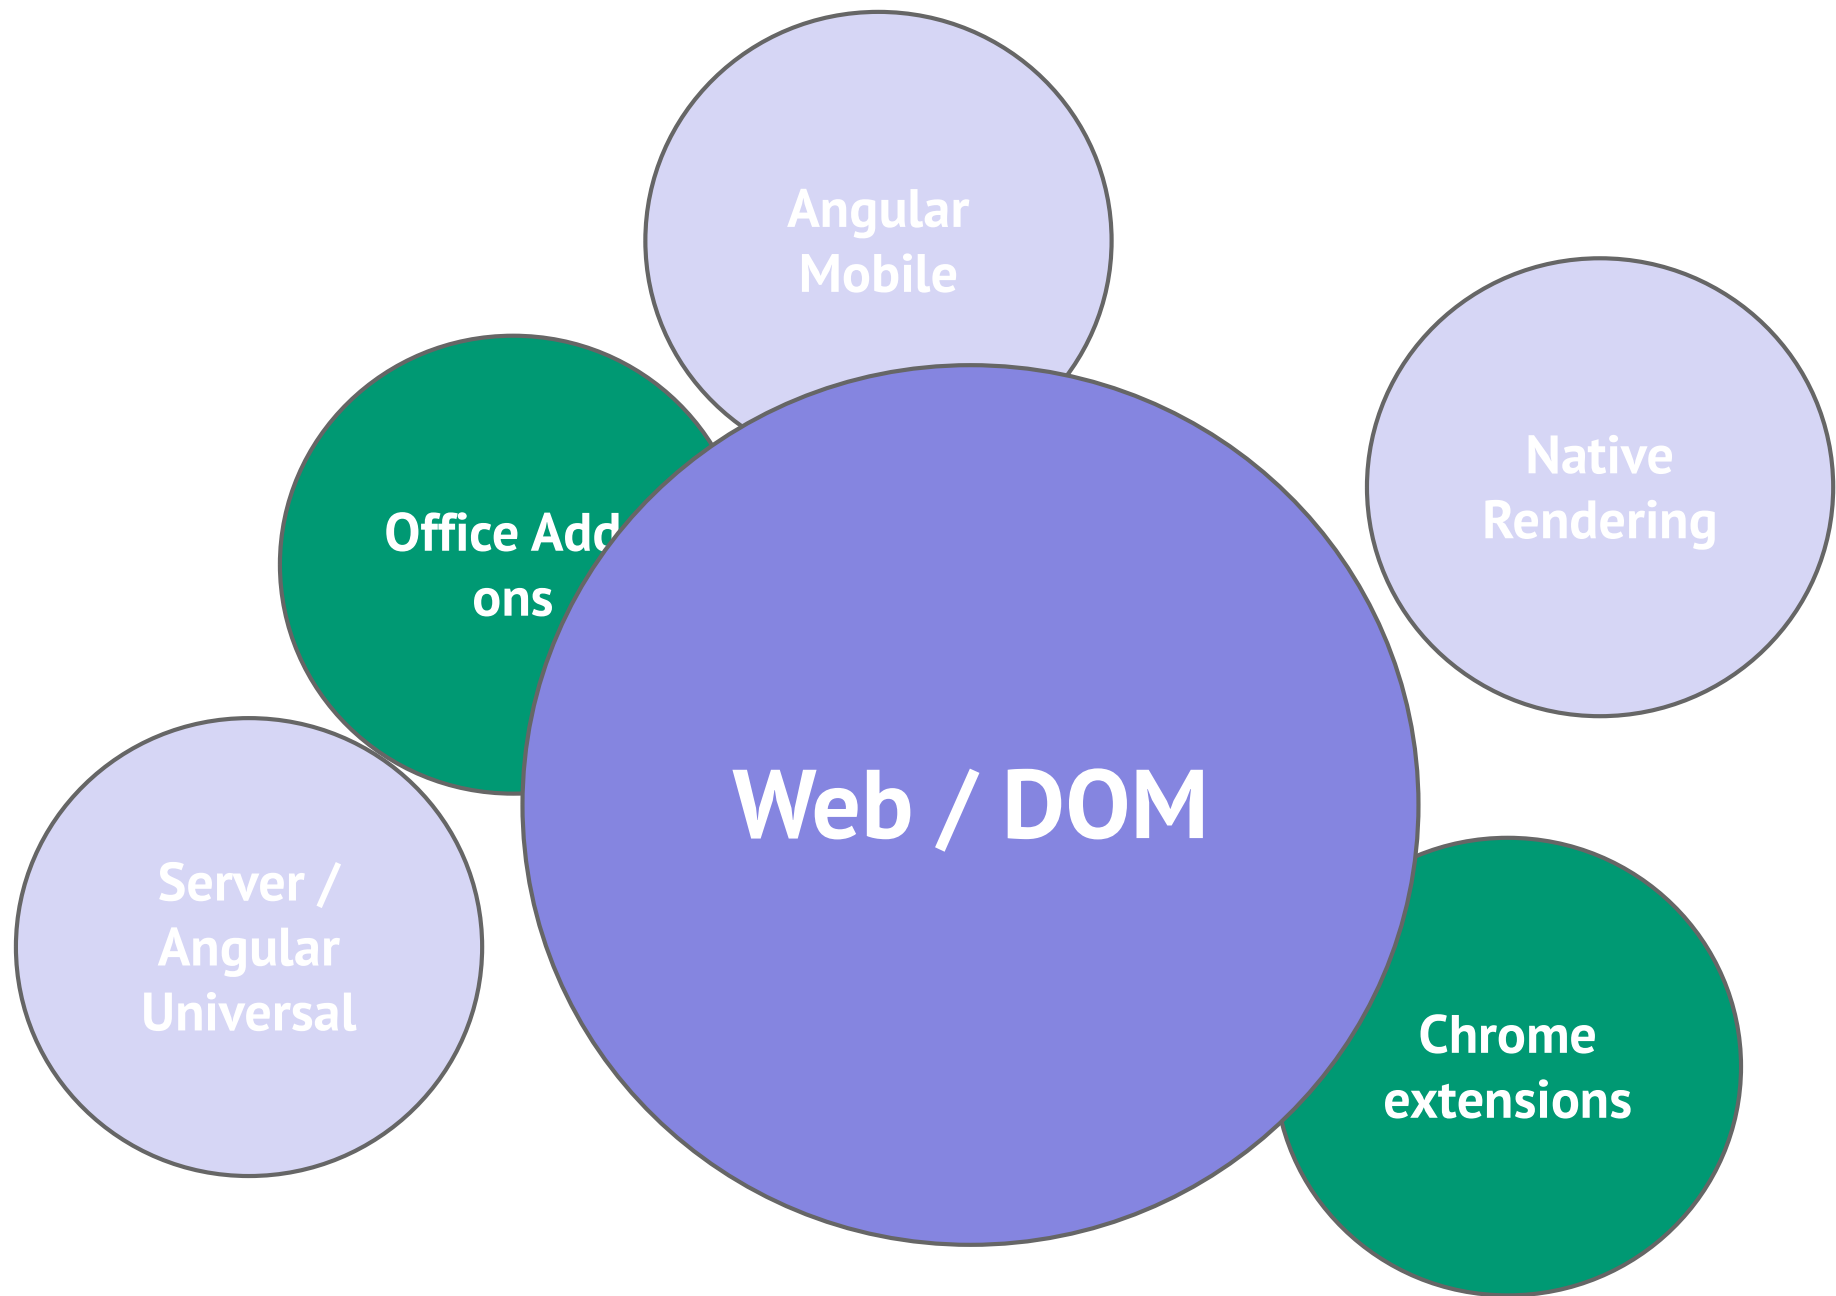 Angular
Mobile
Native
Rendering
Office Add
ons
Web / DOM
Server /
Angular
Universal
Chrome
extensions